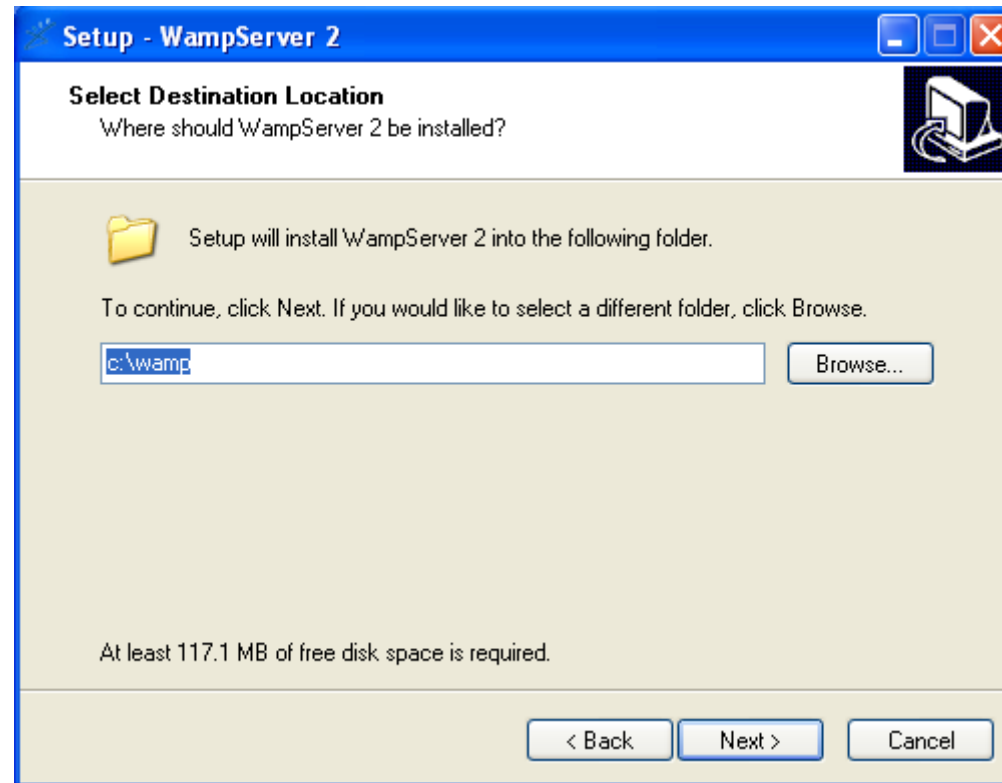 Setup - WampServer 2
Select Destination Location
Where should WampServer 2 be installed?
Setup will install WampServer 2 into the following folder.
To continue, click Next. If you would like to select a different folder, click Browse.
c:\wamp
Browse...
At least 117.1 MB of free disk space is required.
< Back
Next >
Cancel